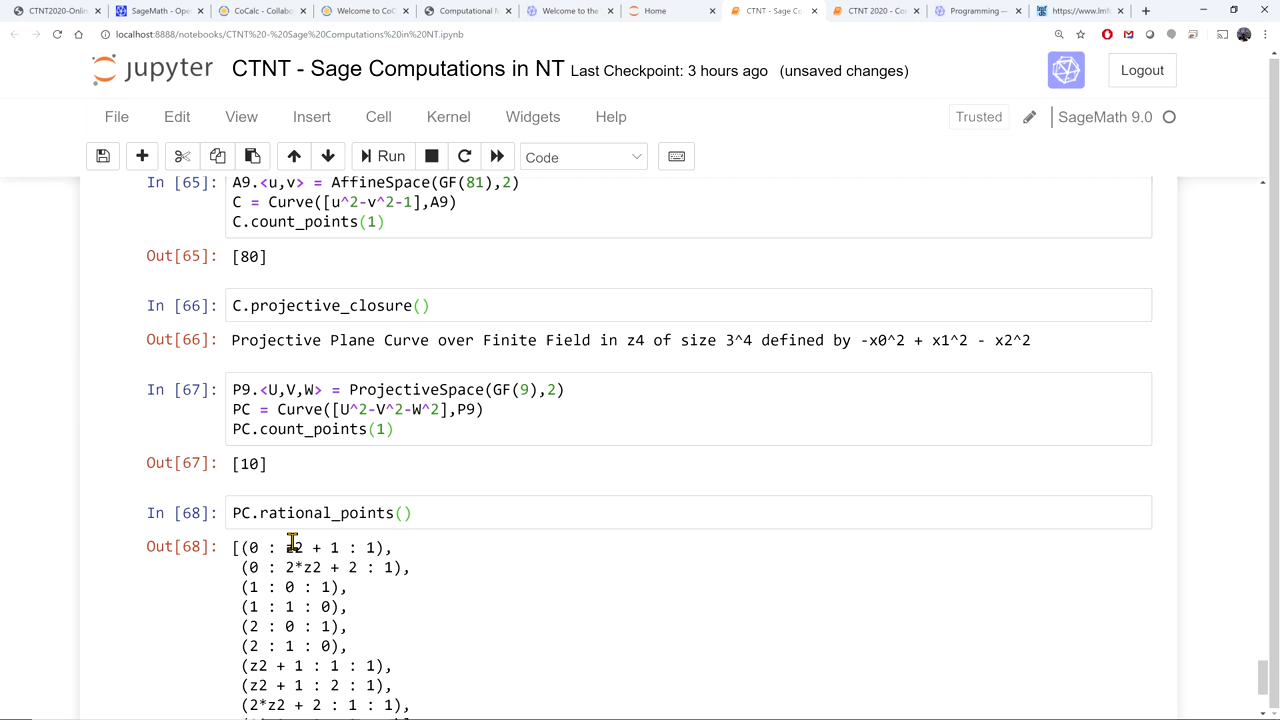 CTNT2020-Onlin
SageMath - Ope
CoCalc - Collabo
Welcome to CoC
Computational N
Welcome to the
Home
CTNT - Sage Co
CTNT 2020 - Co
Programming —
https://www.lmf
localhost:8888/notebooks/CTNT%20-%20Sage%20Computations%20in%20NT.ipynb
jupyter CTNT - Sage Computations in NT Last Checkpoint: 3 hours ago (unsaved changes) Logout
File Edit View Insert Cell Kernel Widgets Help Trusted SageMath 9.0
Run Code
In [65]: A9.<u,v> = AffineSpace(GF(81),2)
C = Curve([u^2-v^2-1],A9)
C.count_points(1)
Out[65]: [80]
In [66]: C.projective_closure()
Out[66]: Projective Plane Curve over Finite Field in z4 of size 3^4 defined by -x0^2 + x1^2 - x2^2
In [67]: P9.<U,V,W> = ProjectiveSpace(GF(9),2)
PC = Curve([U^2-V^2-W^2],P9)
PC.count_points(1)
Out[67]: [10]
In [68]: PC.rational_points()
Out[68]: [(0 : z2 + 1 : 1),
(0 : 2*z2 + 2 : 1),
(1 : 0 : 1),
(1 : 1 : 0),
(2 : 0 : 1),
(2 : 1 : 0),
(z2 + 1 : 1 : 1),
(z2 + 1 : 2 : 1),
(2*z2 + 2 : 1 : 1),